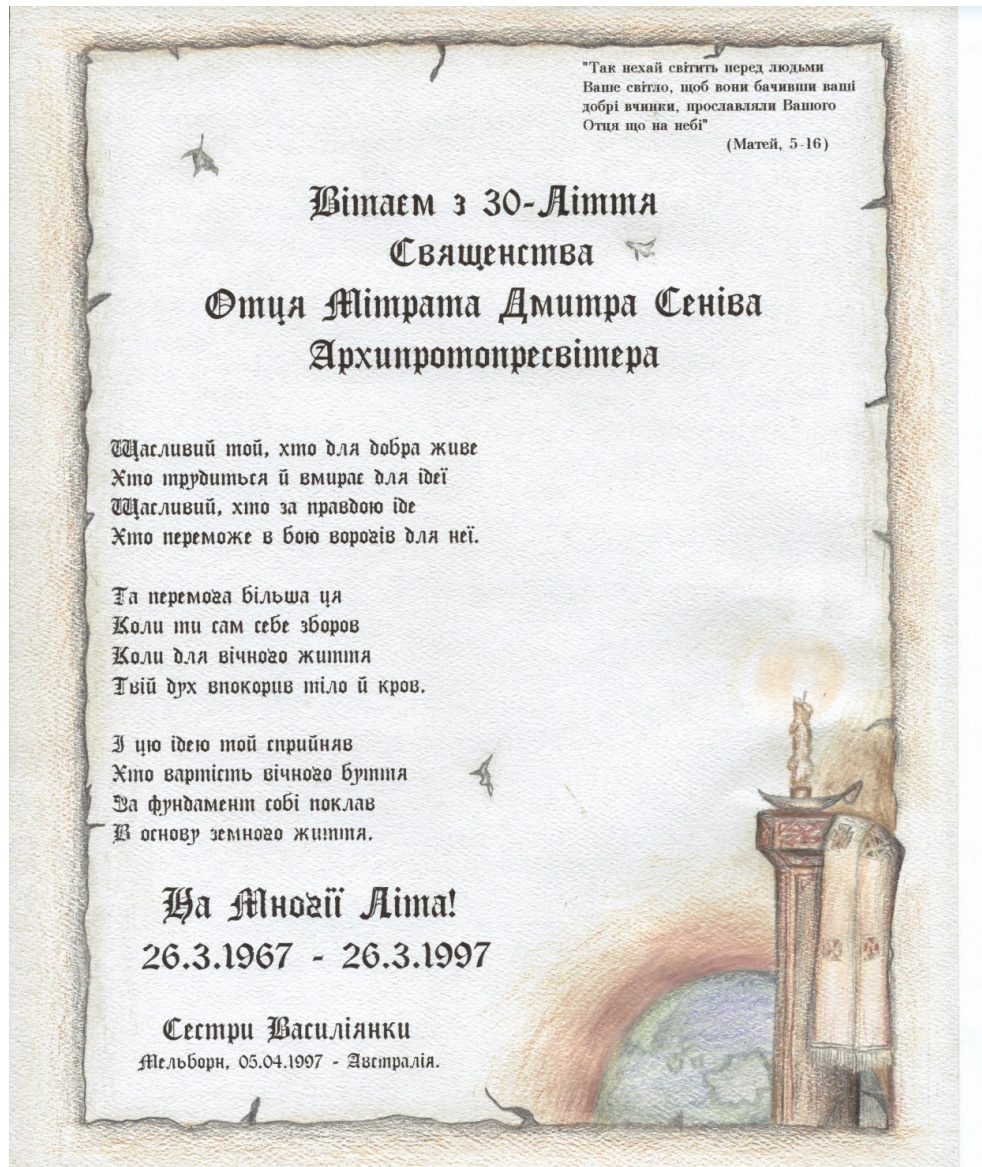 "Так нехай світить перед людьми
Ваше світло, щоб вони бачивши ваші
добрі вчинки, прославляли Вашого
Отця що на небі"
(Матей, 5-16)
Вітаєм з 30-Ліття
Священства
Отця Мітрата Дмитра Сеніва
Архипротопресвітера
Щасливий той, хто для добра живе
Хто трудиться й вмирає для ідеї
Щасливий, хто за правдою іде
Хто переможе в бою ворогів для неї.
Та перемога більша ця
Коли ти сам себе зборов
Коли для вічного життя
Твій дух впокорив тіло й кров.
І цю ідею той сприйняв
Хто вартість вічного буття
За фундамент собі поклав
В основу земного життя.
На Многії Літа!
26.3.1967 - 26.3.1997
Сестри Василіянки
Мельборн, 05.04.1997 - Австралія.